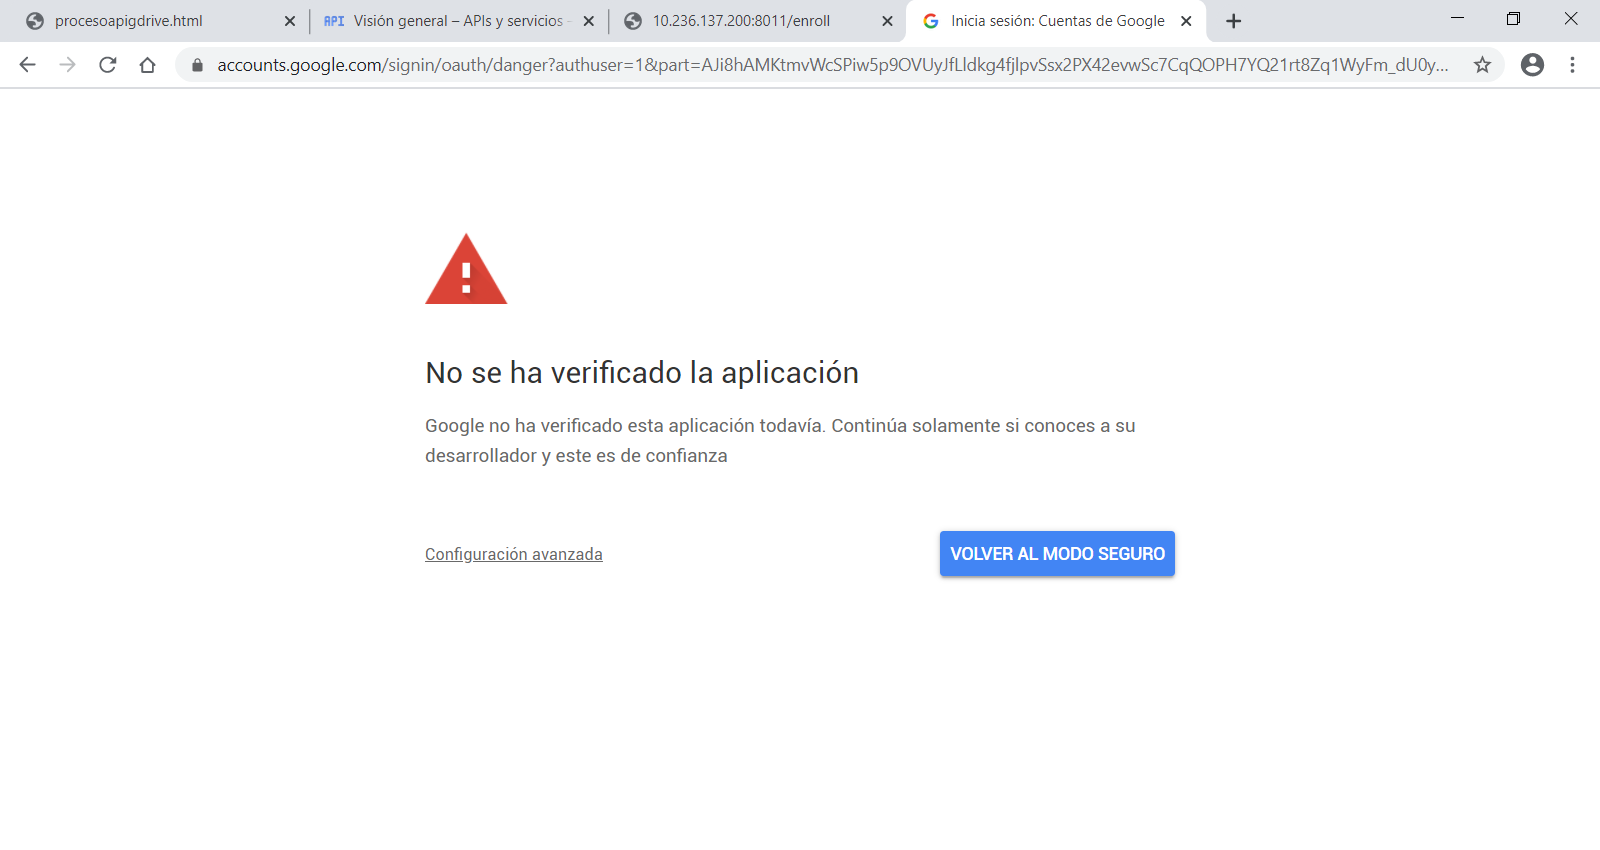 procesoapigdrive.html
API Visión general – APIs y servicios -
10.236.137.200:8011/enroll
G Inicia sesión: Cuentas de Google
accounts.google.com/signin/oauth/danger?authuser=1&part=AJi8hAMKtmvWcSPiw5p9OVUyJfLldkg4fjlpvSsx2PX42evwSc7CqQOPH7YQ21rt8Zq1WyFm_dU0y...
No se ha verificado la aplicación
Google no ha verificado esta aplicación todavía. Continúa solamente si conoces a su
desarrollador y este es de confianza
Configuración avanzada
VOLVER AL MODO SEGURO